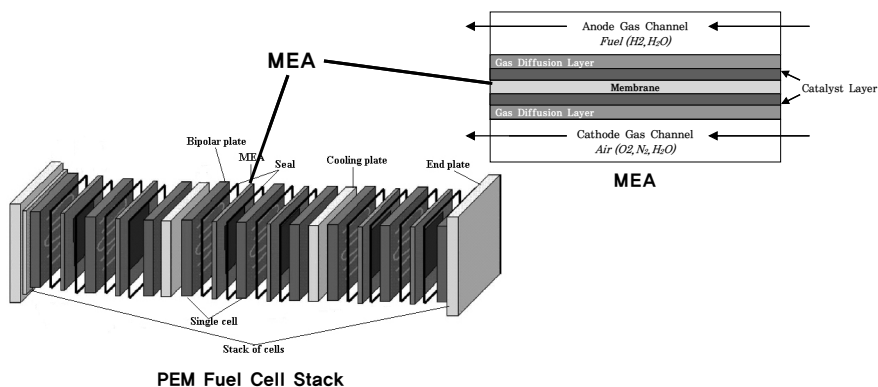 Anode Gas Channel
Fuel (H2, H₂O)
Gas Diffusion Layer
Membrane
Catalyst Layer
Gas Diffusion Layer
Cathode Gas Channel
Air (O2, N₂, H₂O)
MEA
MEA
Bipolar plate
MEA
Seal
Cooling plate
End plate
Single cell
Stack of cells
PEM Fuel Cell Stack